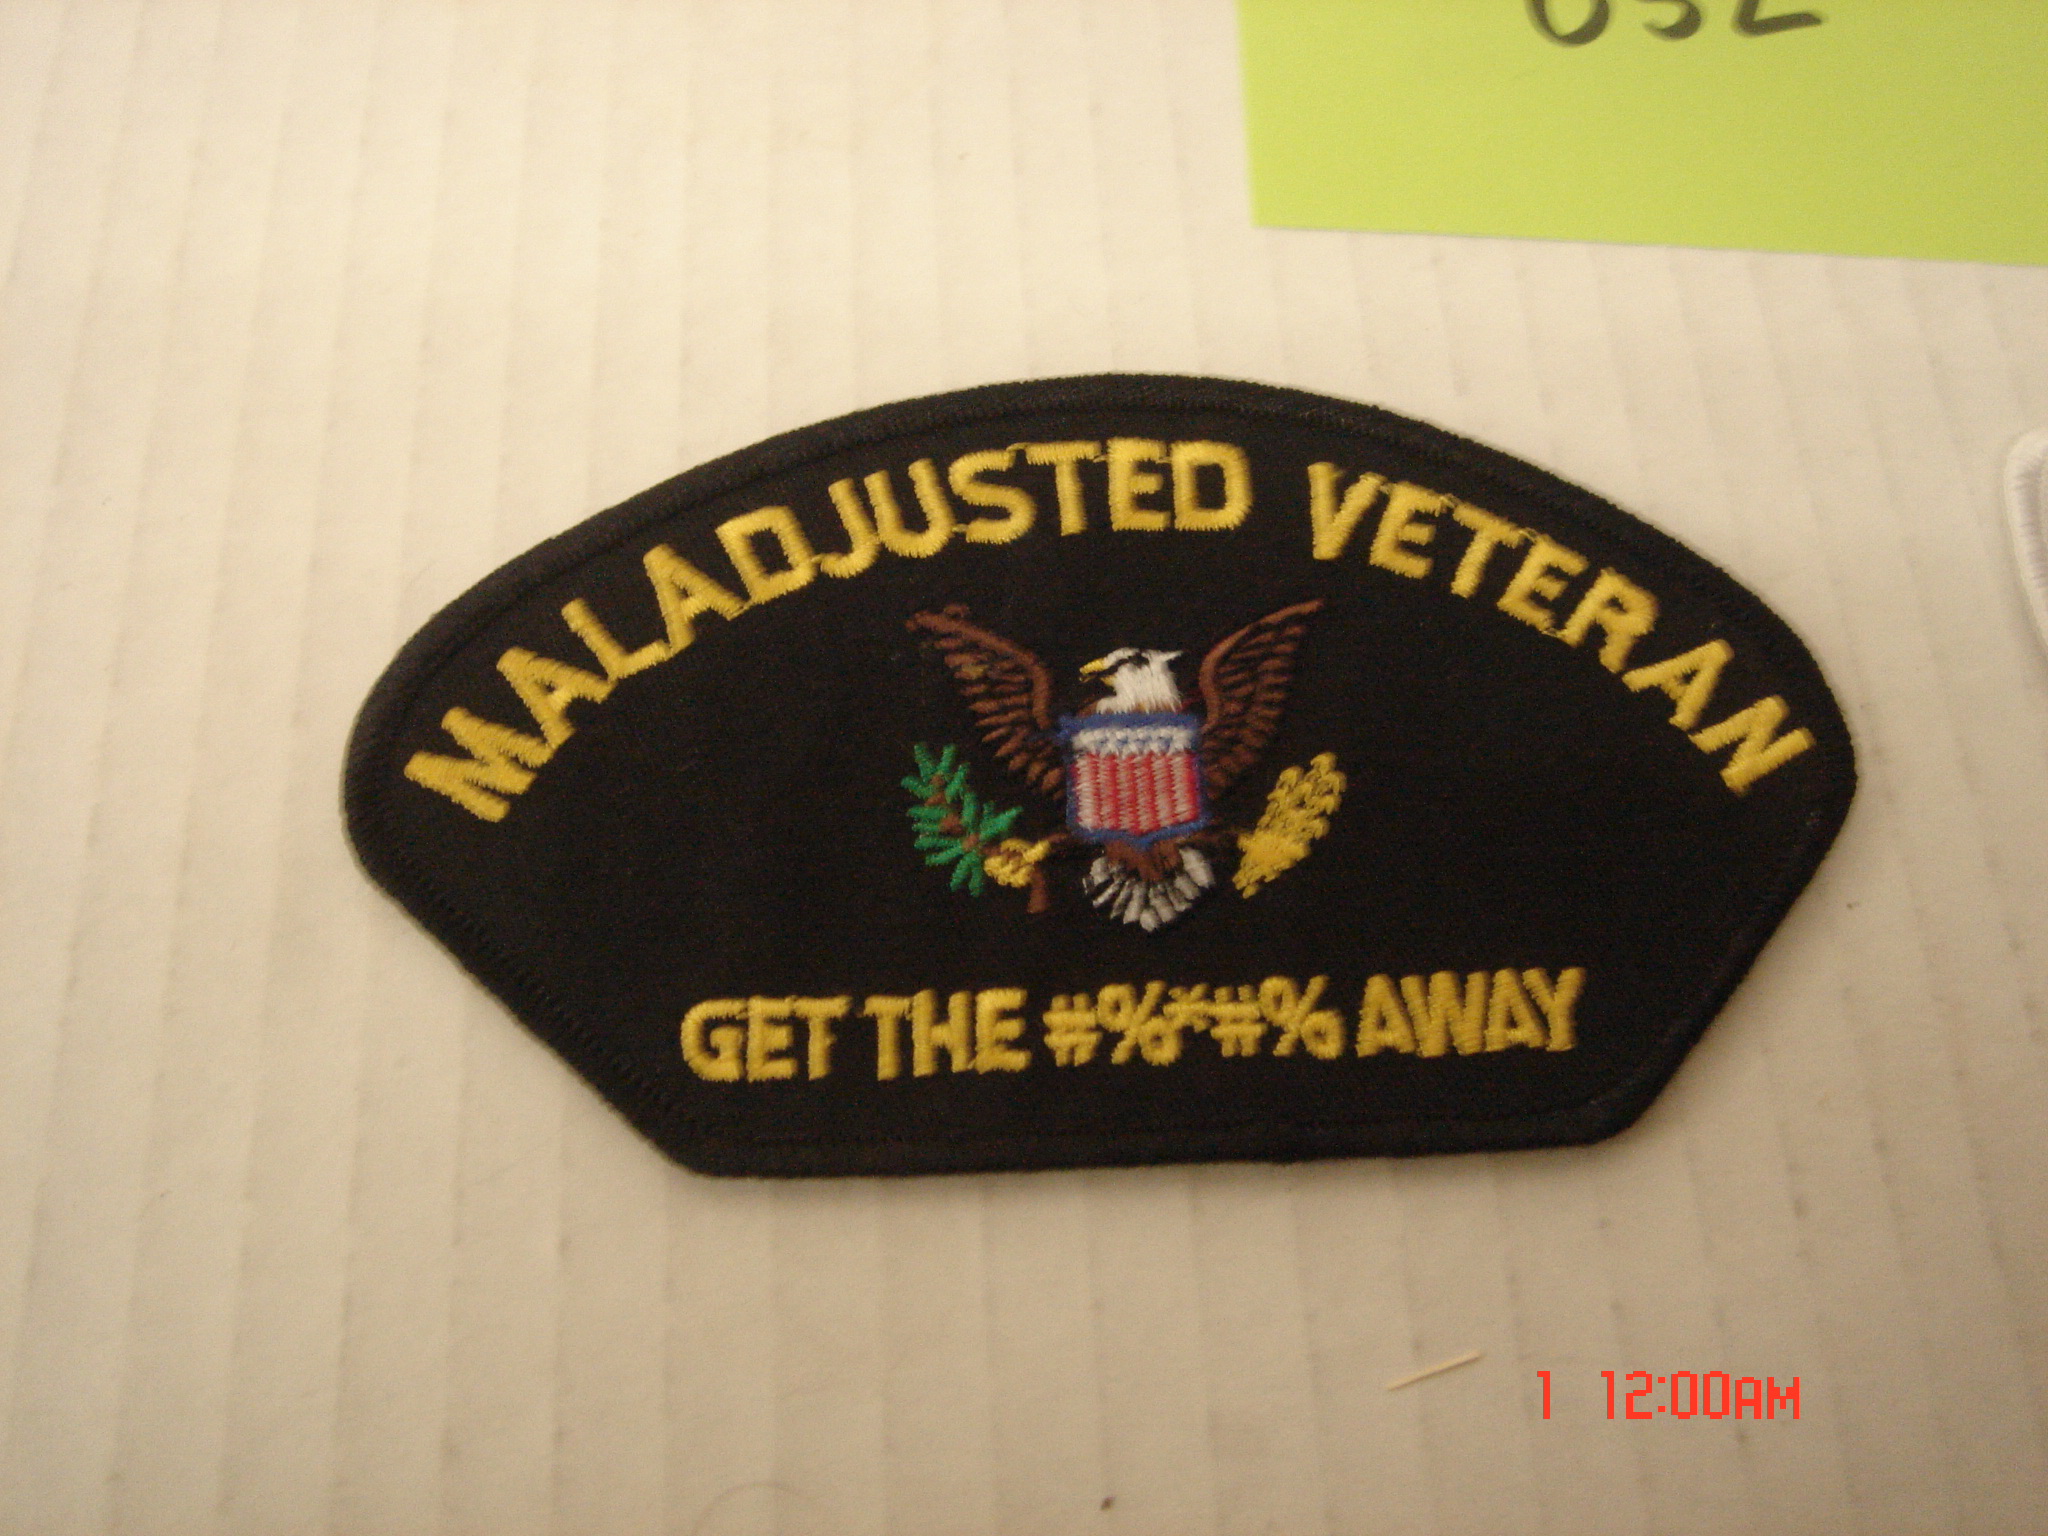 MALADJUSTED VETERAN
GET THE #%*#% AWAY
1 12:00AM